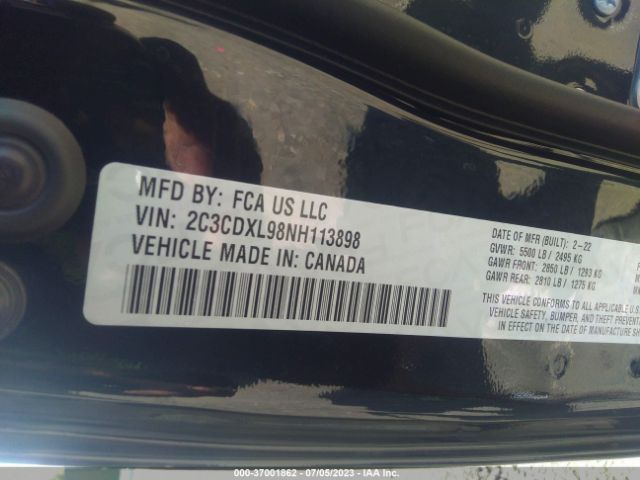 MFD BY: FCA US LLC
VIN: 2C3CDXL98NH113898
VEHICLE MADE IN: CANADA
DATE OF MFR (BUILT): 2-22
GVWR: 5500 LB / 2495 KG
GAWR FRONT: 2850 LB / 1293 KG
GAWR REAR: 2810 LB / 1275 KG
THIS VEHICLE CONFORMS TO ALL APPLICABLE U.S.
VEHICLE SAFETY, BUMPER, AND THEFT PREVENT
IN EFFECT ON THE DATE OF MANUFACTURE SH
000-37001862 - 07/05/2023 - IAA Inc.